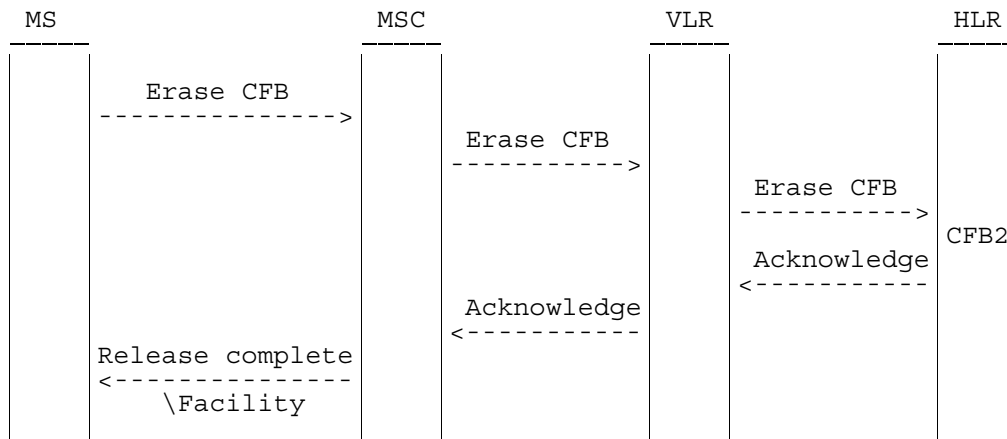 MS MSC VLR HLR
Erase CFB
Erase CFB
Erase CFB
CFB2
Acknowledge
Acknowledge
Release complete
\Facility